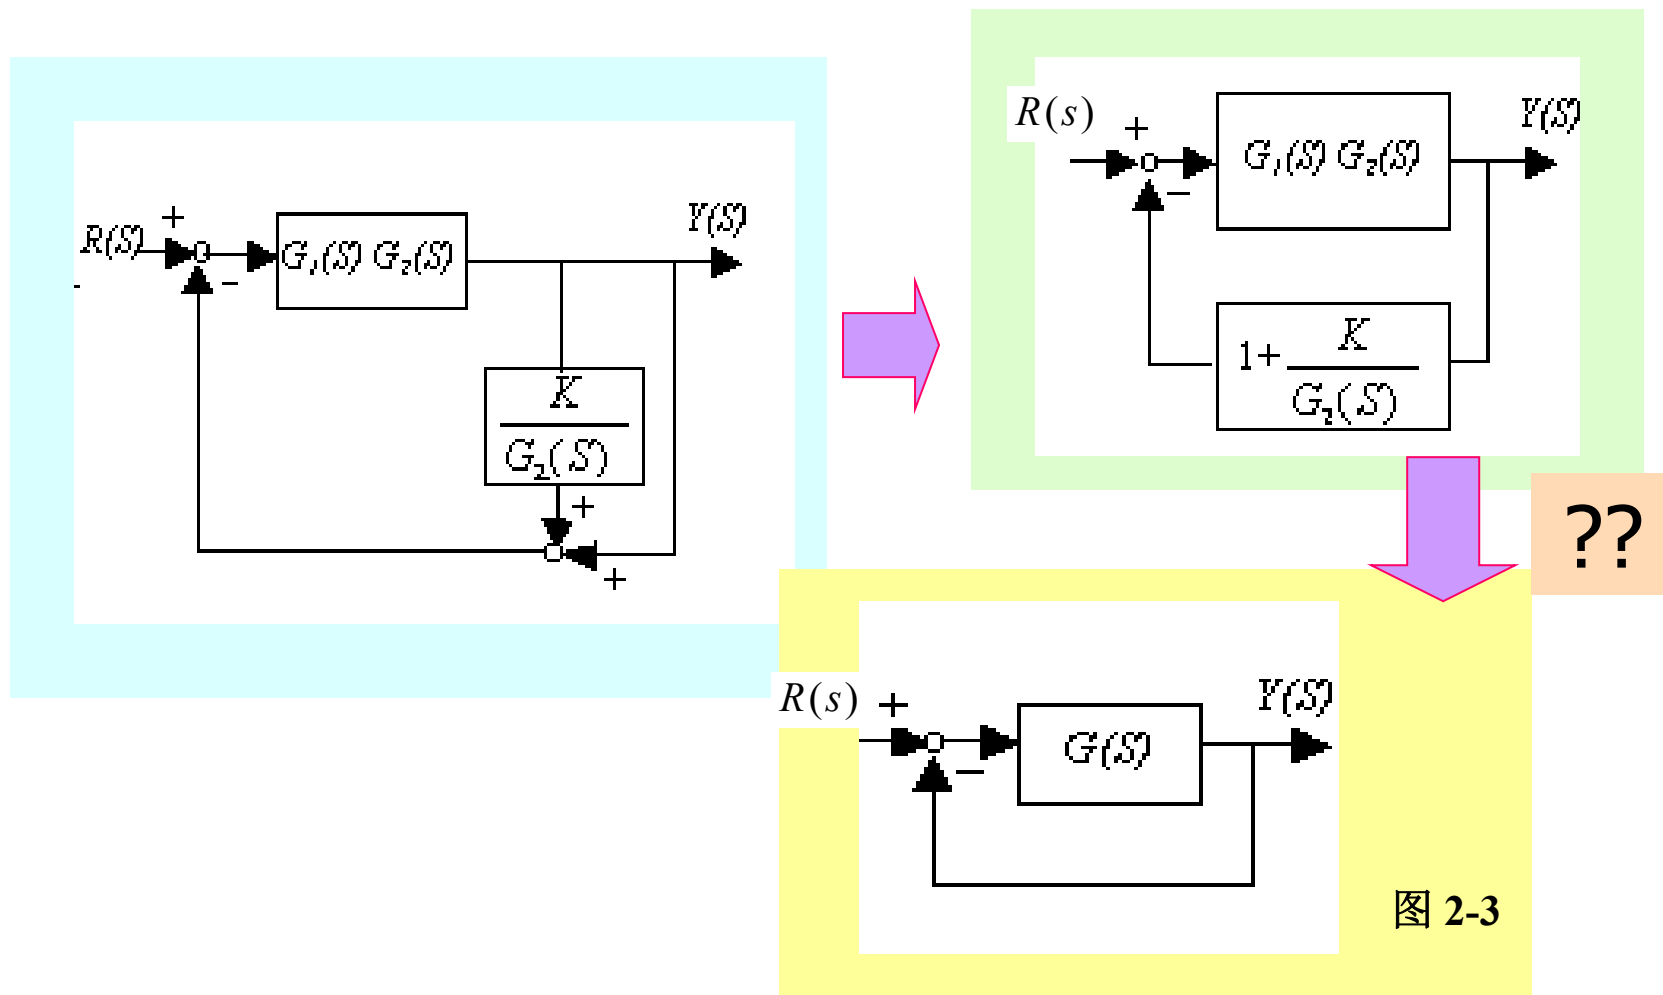 R(S)
+
-
G₁(S) G₂(S)
Y(S)
K
G₂(S)
+
+
R(s)
+
−
G₁(S) G₂(S)
Y(S)
1+ K
G₂(S)
??
R(s)
+
−
G(S)
Y(S)
图 2-3